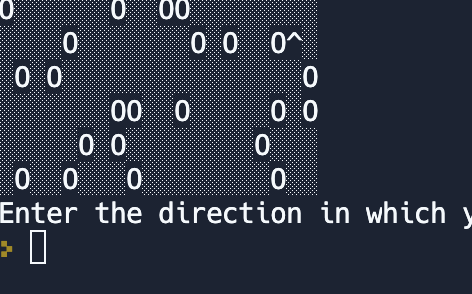 O O OO
O O O O^
O O O
OO O O O
O O O
O O O O
Enter the direction in which y
>